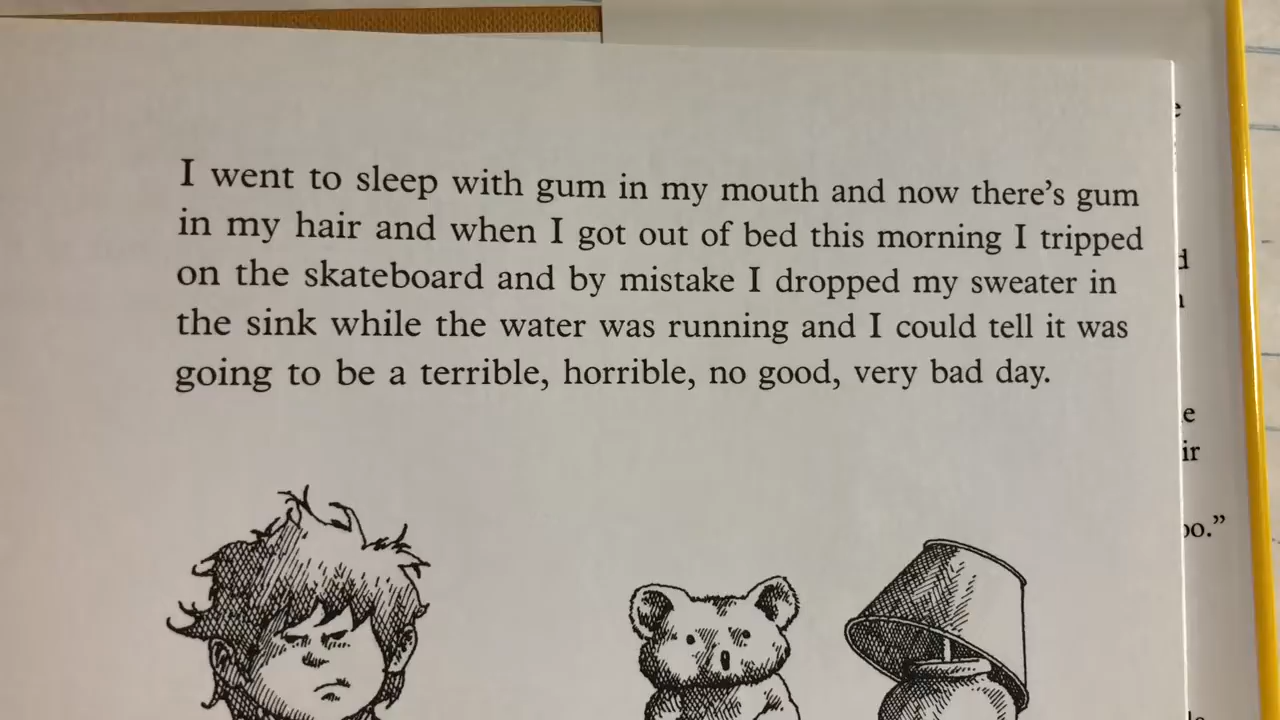 I went to sleep with gum in my mouth and now there’s gum
in my hair and when I got out of bed this morning I tripped
on the skateboard and by mistake I dropped my sweater in
the sink while the water was running and I could tell it was
going to be a terrible, horrible, no good, very bad day.